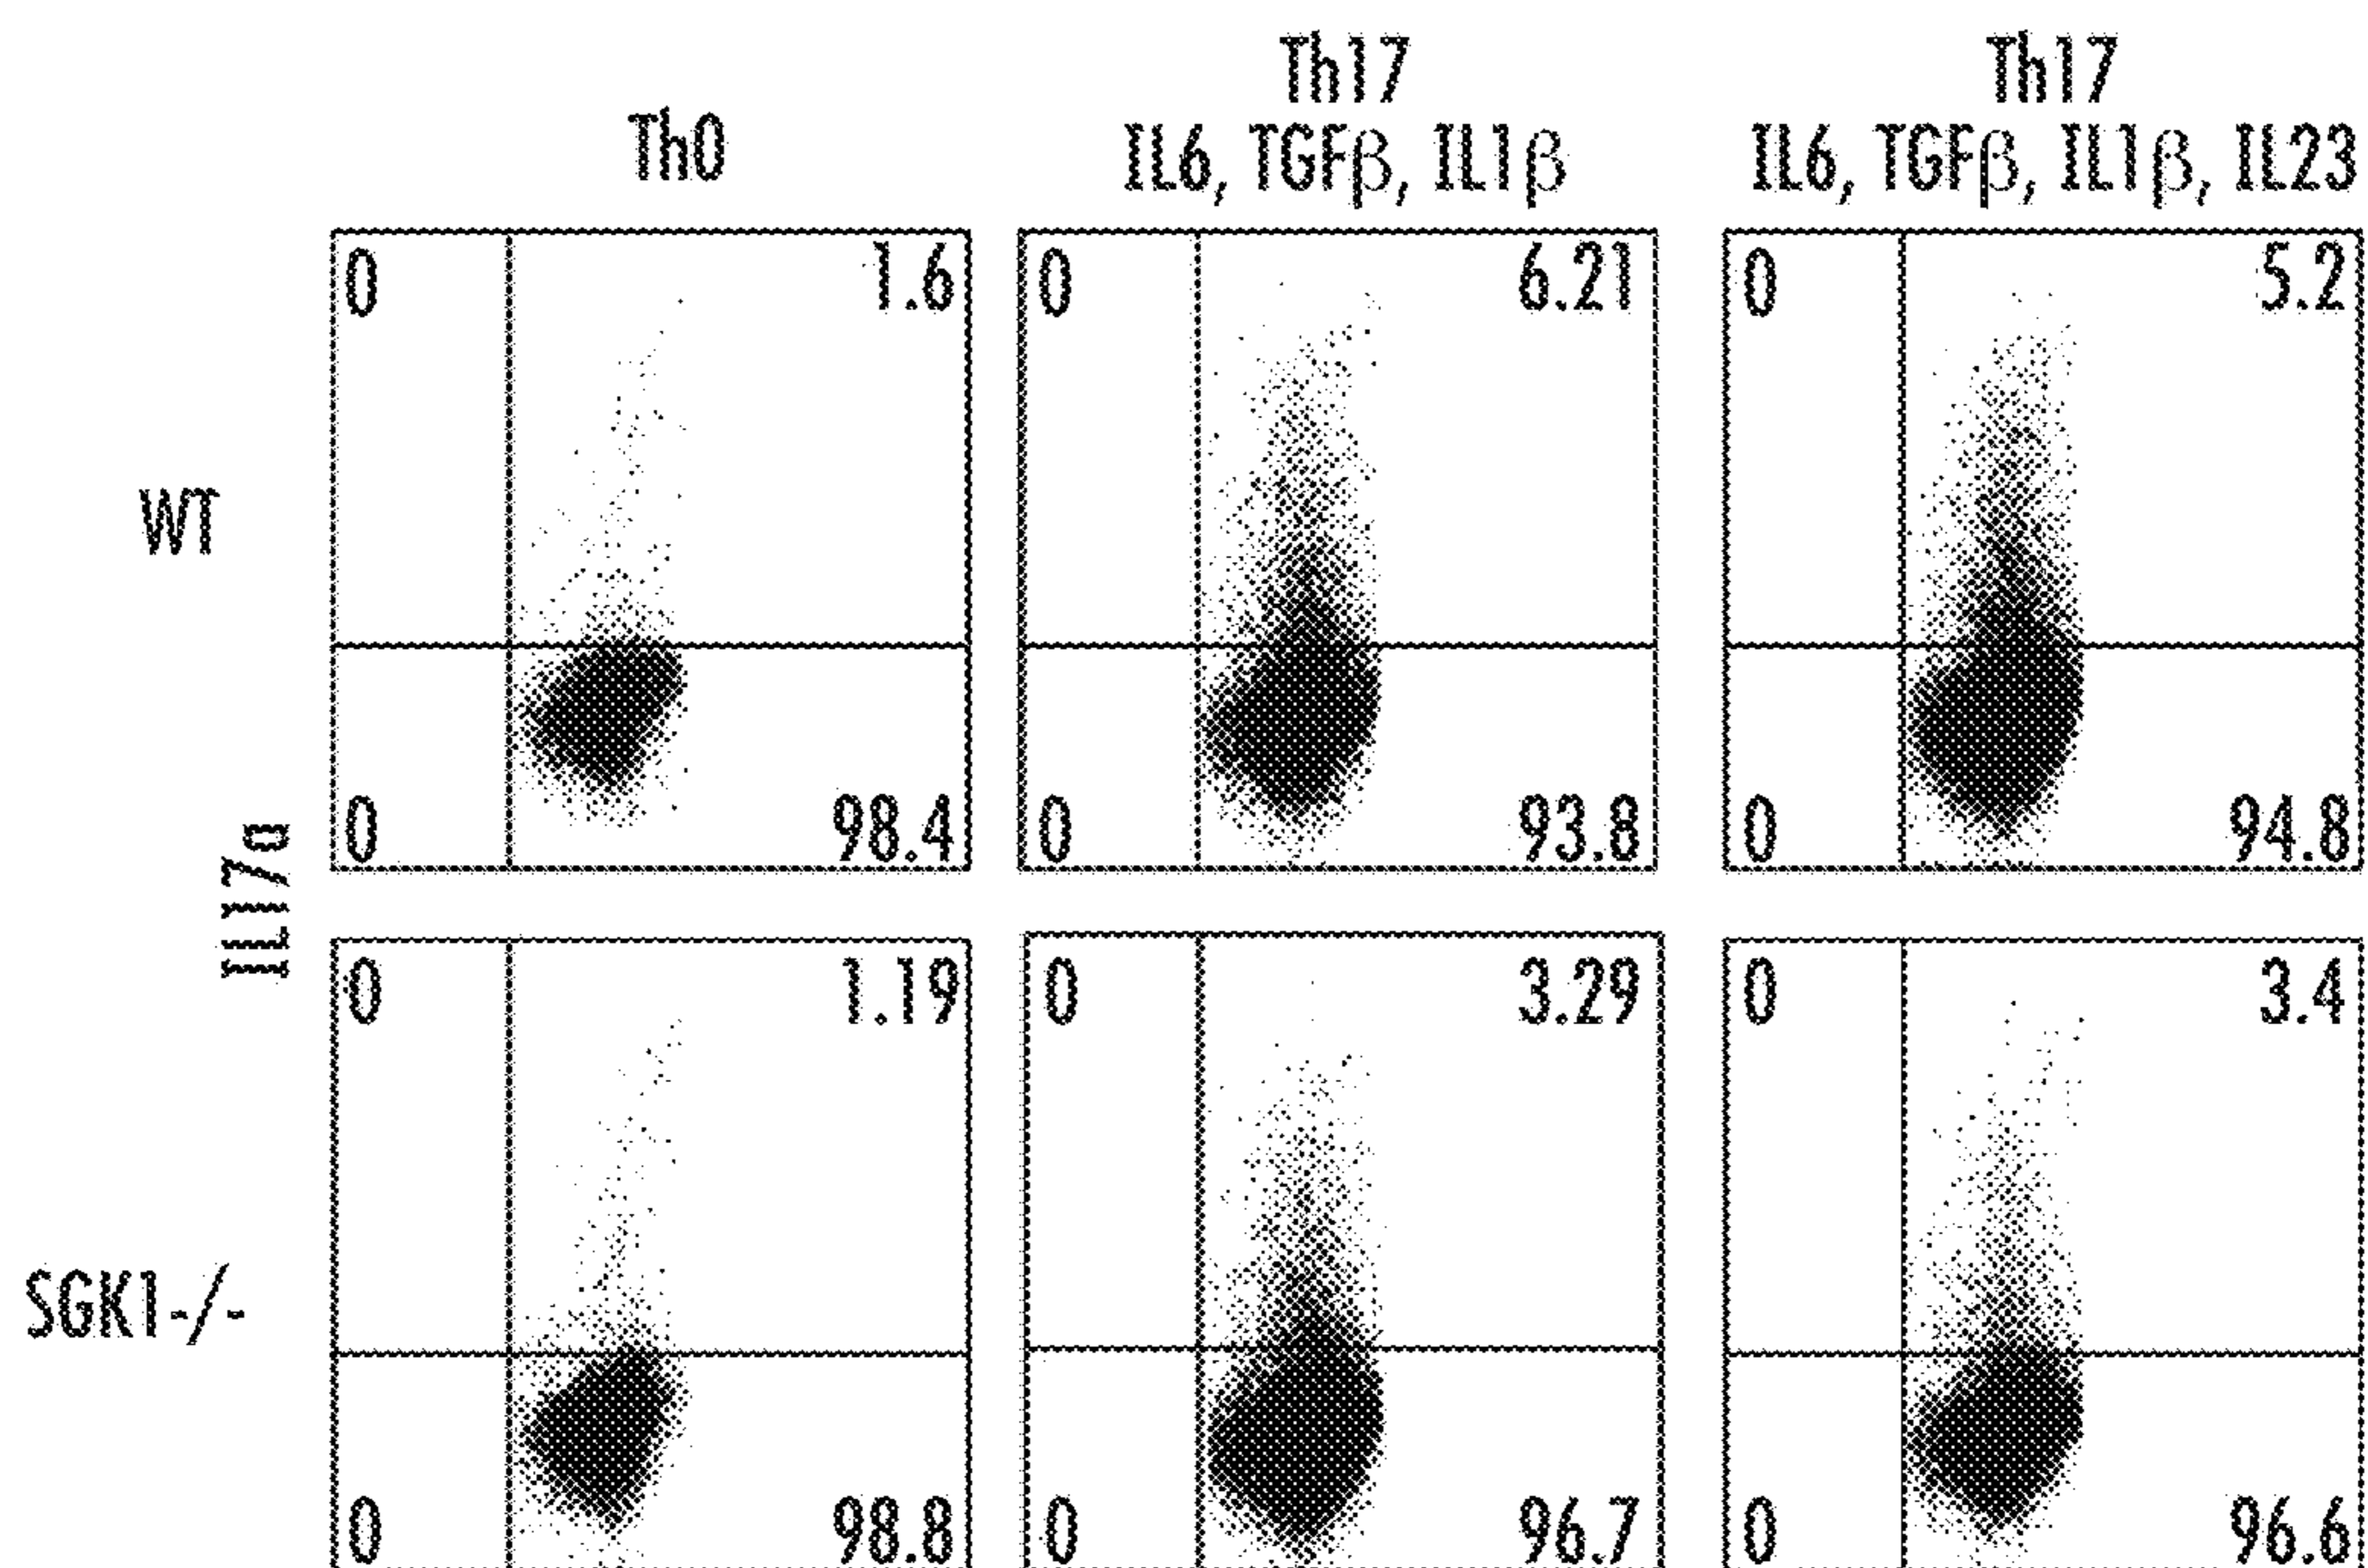 Th0
Th17
IL6, TGFβ, IL1β
Th17
IL6, TGFβ, IL1β, IL23
WT
0 1.6
0 98.4
0 6.21
0 93.8
0 5.2
0 94.8
IL17a
SGK1-/-
0 1.19
0 98.8
0 3.29
0 96.7
0 3.4
0 96.6